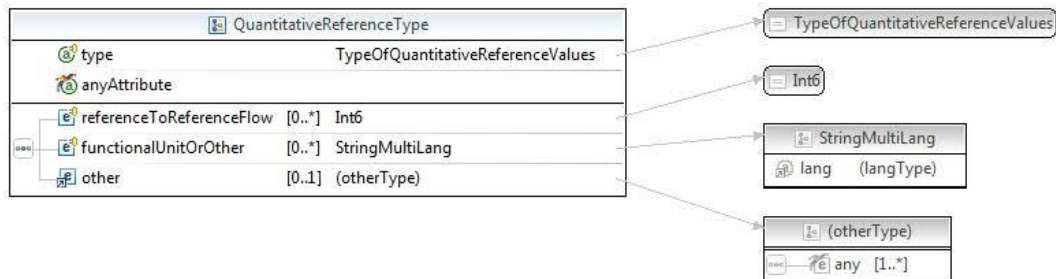 QuantitativeReferenceType
type TypeOfQuantitativeReferenceValues
anyAttribute
referenceToReferenceFlow [0..*] Int6
functionalUnitOrOther [0..*] StringMultiLang
other [0..1] (otherType)
TypeOfQuantitativeReferenceValues
Int6
StringMultiLang
lang (langType)
(otherType)
any [1..*]